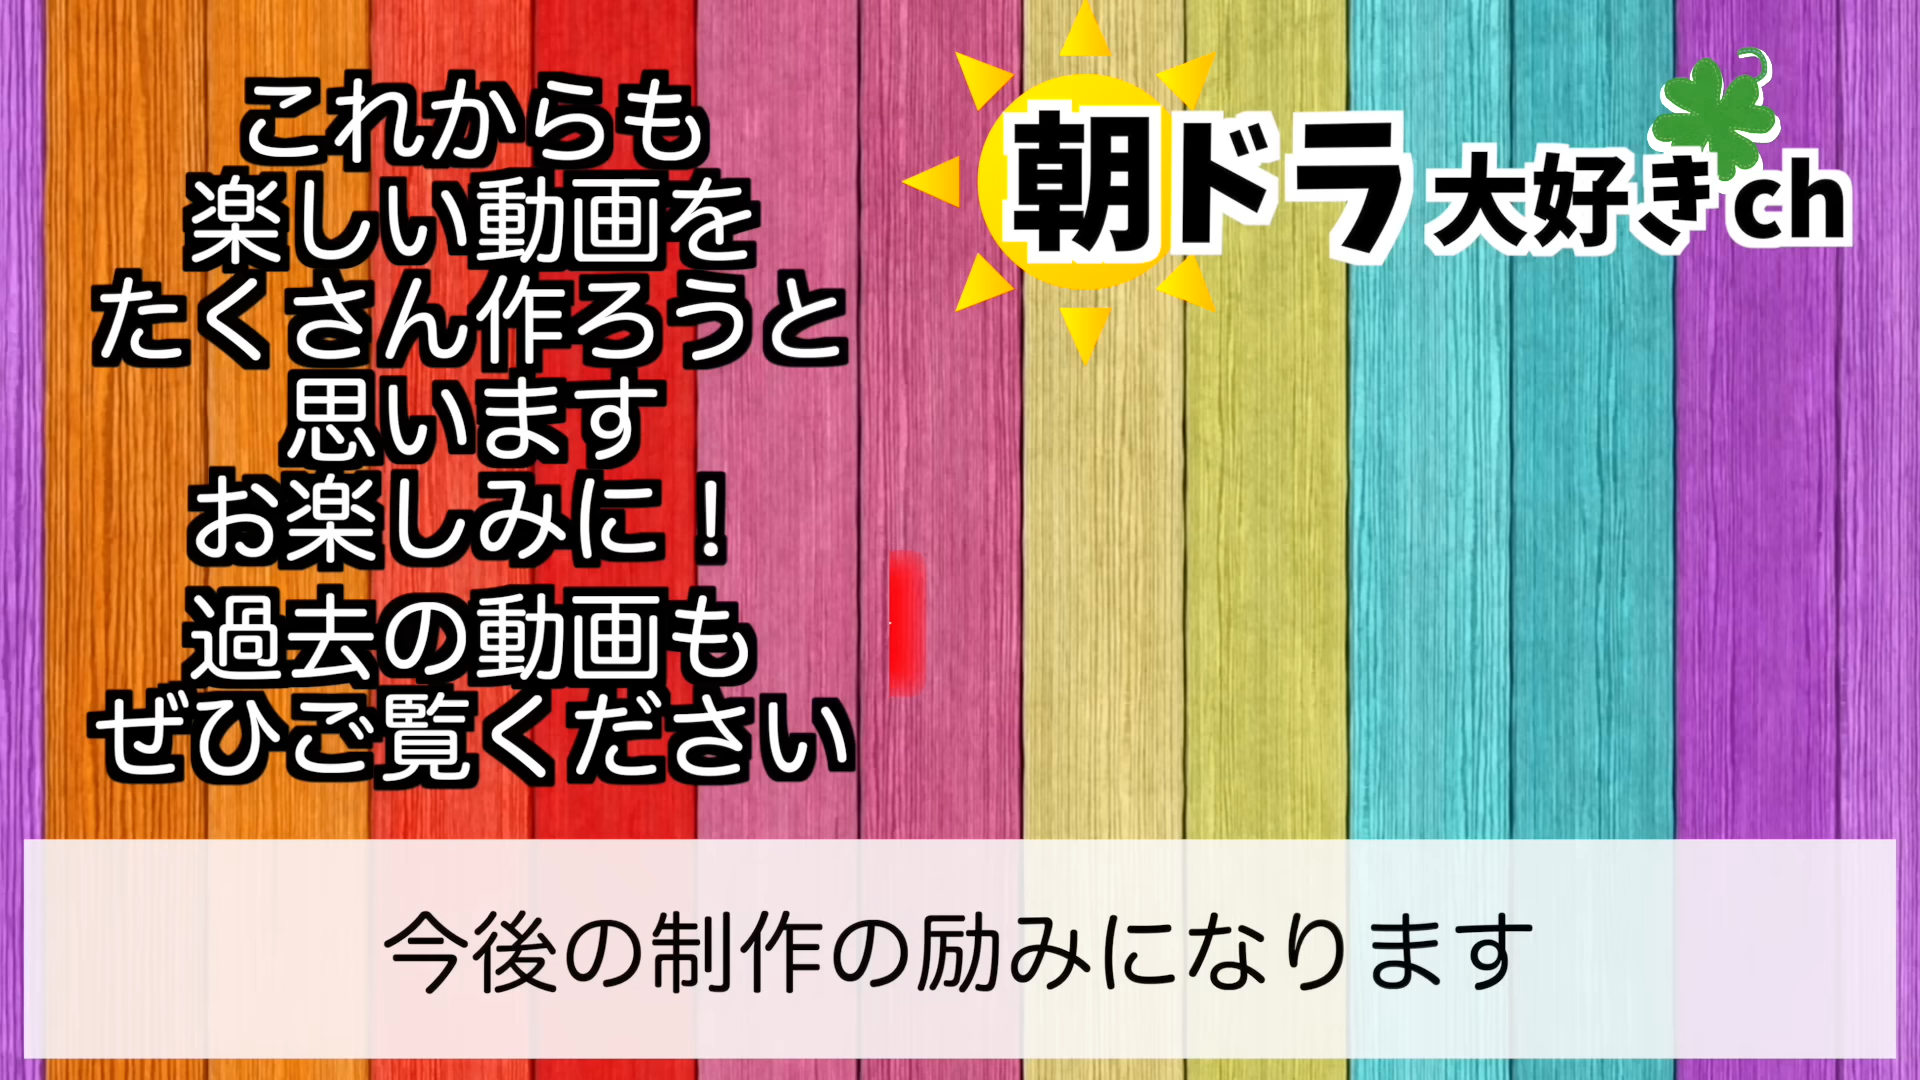 これからも
楽しい動画を
たくさん作ろうと
思います
お楽しみに！
過去の動画も
ぜひご覧ください
朝ドラ大好きch
今後の制作の励みになります